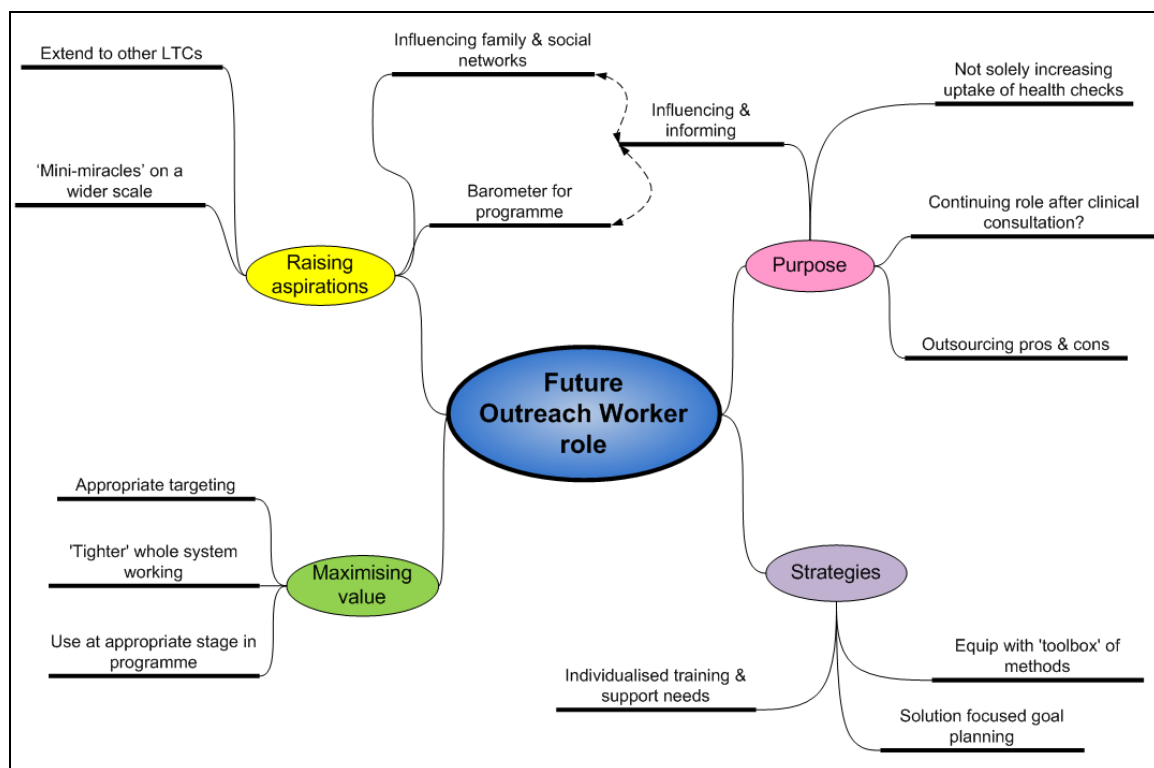 Extend to other LTCs
'Mini-miracles' on a
wider scale
Influencing family & social
networks
Barometer for
programme
Raising
aspirations
Influencing &
informing
Not solely increasing
uptake of health checks
Continuing role after clinical
consultation?
Outsourcing pros & cons
Purpose
Future
Outreach Worker
role
Appropriate targeting
'Tighter' whole system
working
Use at appropriate stage in
programme
Maximising
value
Strategies
Individualised training &
support needs
Equip with 'toolbox' of
methods
Solution focused goal
planning